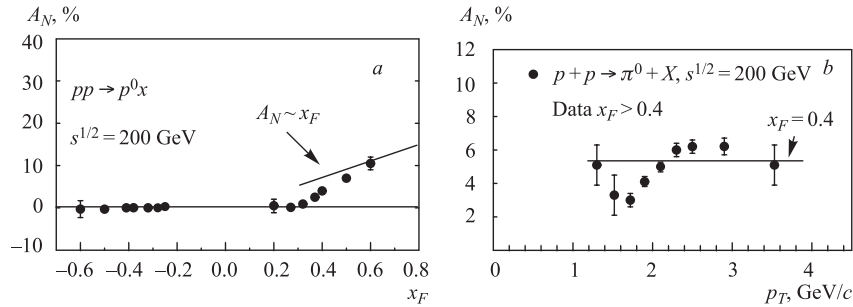 A_N, %
40
30
20
10
0
–10
–0.6 –0.4 –0.2 0.0 0.2 0.4 0.6 0.8
x_F
a
pp → p⁰x
s^{1/2} = 200 GeV
A_N ~ x_F
A_N, %
12
10
8
6
4
2
0 1 2 3 4
p_T, GeV/c
p + p → π⁰ + X, s^{1/2} = 200 GeV b
Data x_F > 0.4
x_F = 0.4